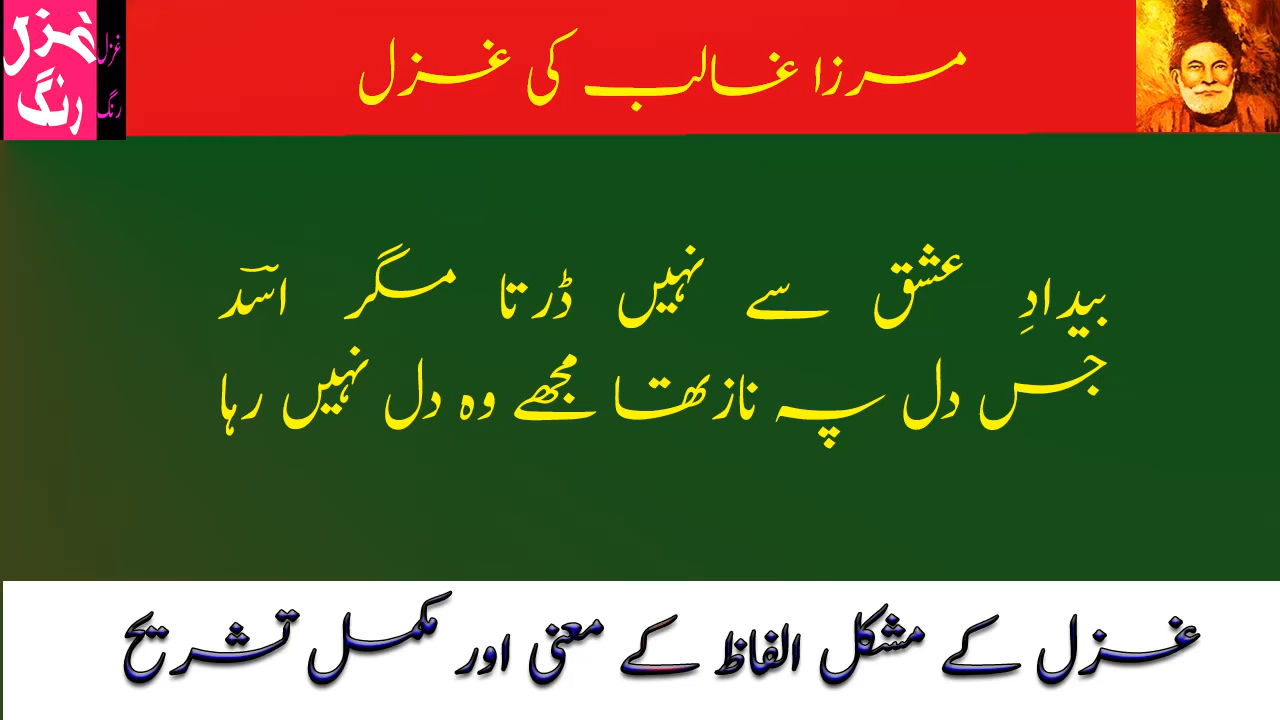 غزل
رنگ
غزل
رنگ
مرزا غالب کی غزل
بیدادِ عشق سے نہیں ڈرتا مگر اسؔد
جس دل پہ ناز تھا مجھے وہ دل نہیں رہا
غزل کے مشکل الفاظ کے معنی اور مکمل تشریح